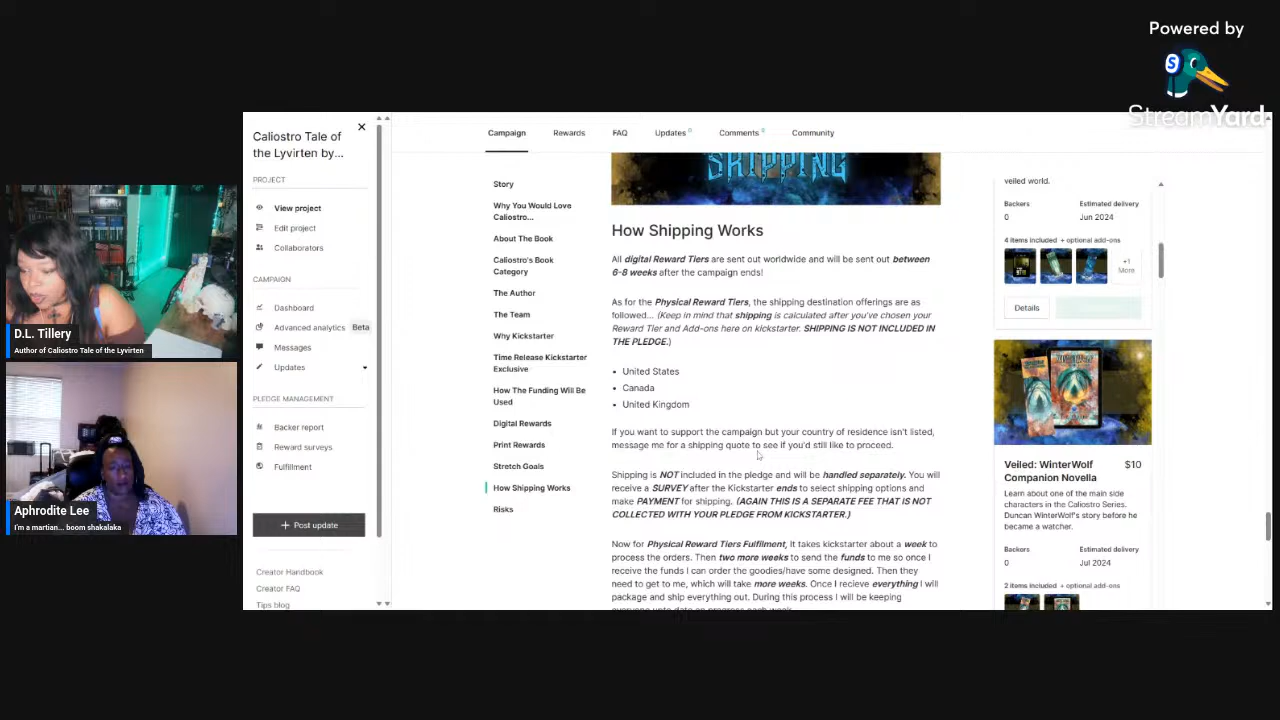 Powered by
S
StreamYard
D.L. Tillery
Author of Caliostro Tale of the Lyvirten
Aphrodite Lee
I'm a martian... boom shakalaka
Caliostro Tale of
the Lyvirten by...
PROJECT
View project
Edit project
Collaborators
CAMPAIGN
Dashboard
Advanced analytics Beta
Messages
Updates
PLEDGE MANAGEMENT
Backer report
Reward surveys
Fulfillment
+ Post update
Creator Handbook
Creator FAQ
Tips blog
Campaign Rewards FAQ Updates Comments Community
Story
Why You Would Love
Caliostro...
About The Book
Caliostro's Book
Category
The Author
The Team
Why Kickstarter
Time Release Kickstarter
Exclusive
How The Funding Will Be
Used
Digital Rewards
Print Rewards
Stretch Goals
How Shipping Works
Risks
SHIPPING
How Shipping Works
All digital Reward Tiers are sent out worldwide and will be sent out between
6-8 weeks after the campaign ends!
As for the Physical Reward Tiers, the shipping destination offerings are as
followed... (Keep in mind that shipping is calculated after you've chosen your
Reward Tier and Add-ons here on kickstarter. SHIPPING IS NOT INCLUDED IN
THE PLEDGE.)
• United States
• Canada
• United Kingdom
If you want to support the campaign but your country of residence isn't listed,
message me for a shipping quote to see if you'd still like to proceed.
Shipping is NOT included in the pledge and will be handled separately. You will
receive a SURVEY after the Kickstarter ends to select shipping options and
make PAYMENT for shipping. (AGAIN THIS IS A SEPARATE FEE THAT IS NOT
COLLECTED WITH YOUR PLEDGE FROM KICKSTARTER.)
Now for Physical Reward Tiers Fulfilment, It takes kickstarter about a week to
process the orders. Then two more weeks to send the funds to me so once I
receive the funds I can order the goodies/have some designed. Then they
need to get to me, which will take more weeks. Once I recieve everything I will
package and ship everything out. During this process I will be keeping
everyone upto date on progress each week.
veiled world.
Backers Estimated delivery
0 Jun 2024
4 items included + optional add-ons
+1
More
Details
Veiled: WinterWolf $10
Companion Novella
Learn about one of the main side
characters in the Caliostro Series.
Duncan WinterWolf's story before he
became a watcher.
Backers Estimated delivery
0 Jul 2024
2 items included + optional add-ons